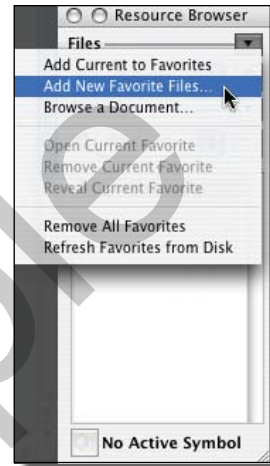 Resource Browser
Files
Add Current to Favorites
Add New Favorite Files...
Browse a Document...
Open Current Favorite
Remove Current Favorite
Reveal Current Favorite
Remove All Favorites
Refresh Favorites from Disk
No Active Symbol